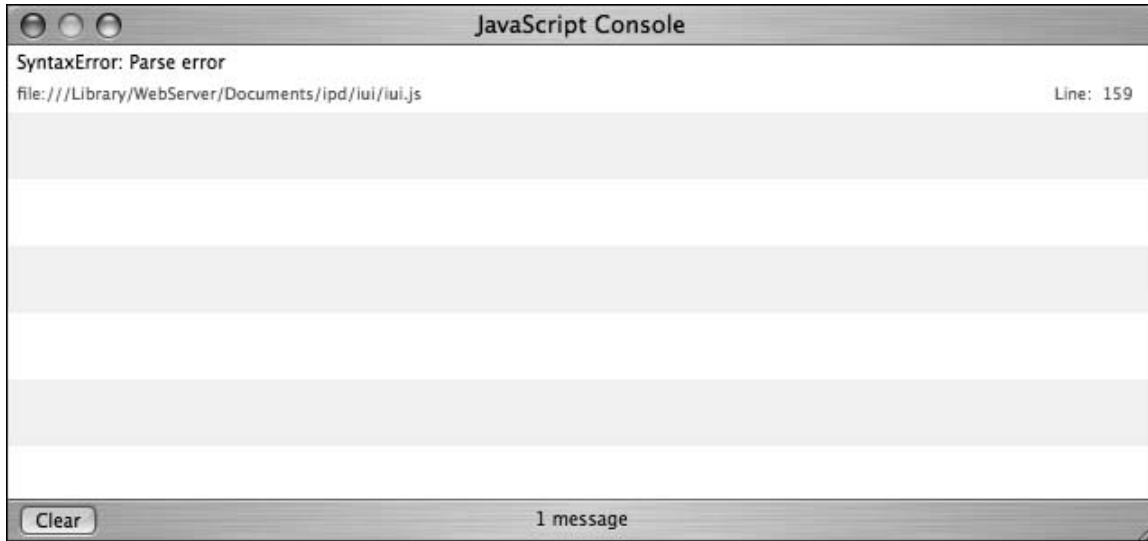 JavaScript Console
SyntaxError: Parse error
file:///Library/WebServer/Documents/ipd/iui/iui.js Line: 159
Clear 1 message